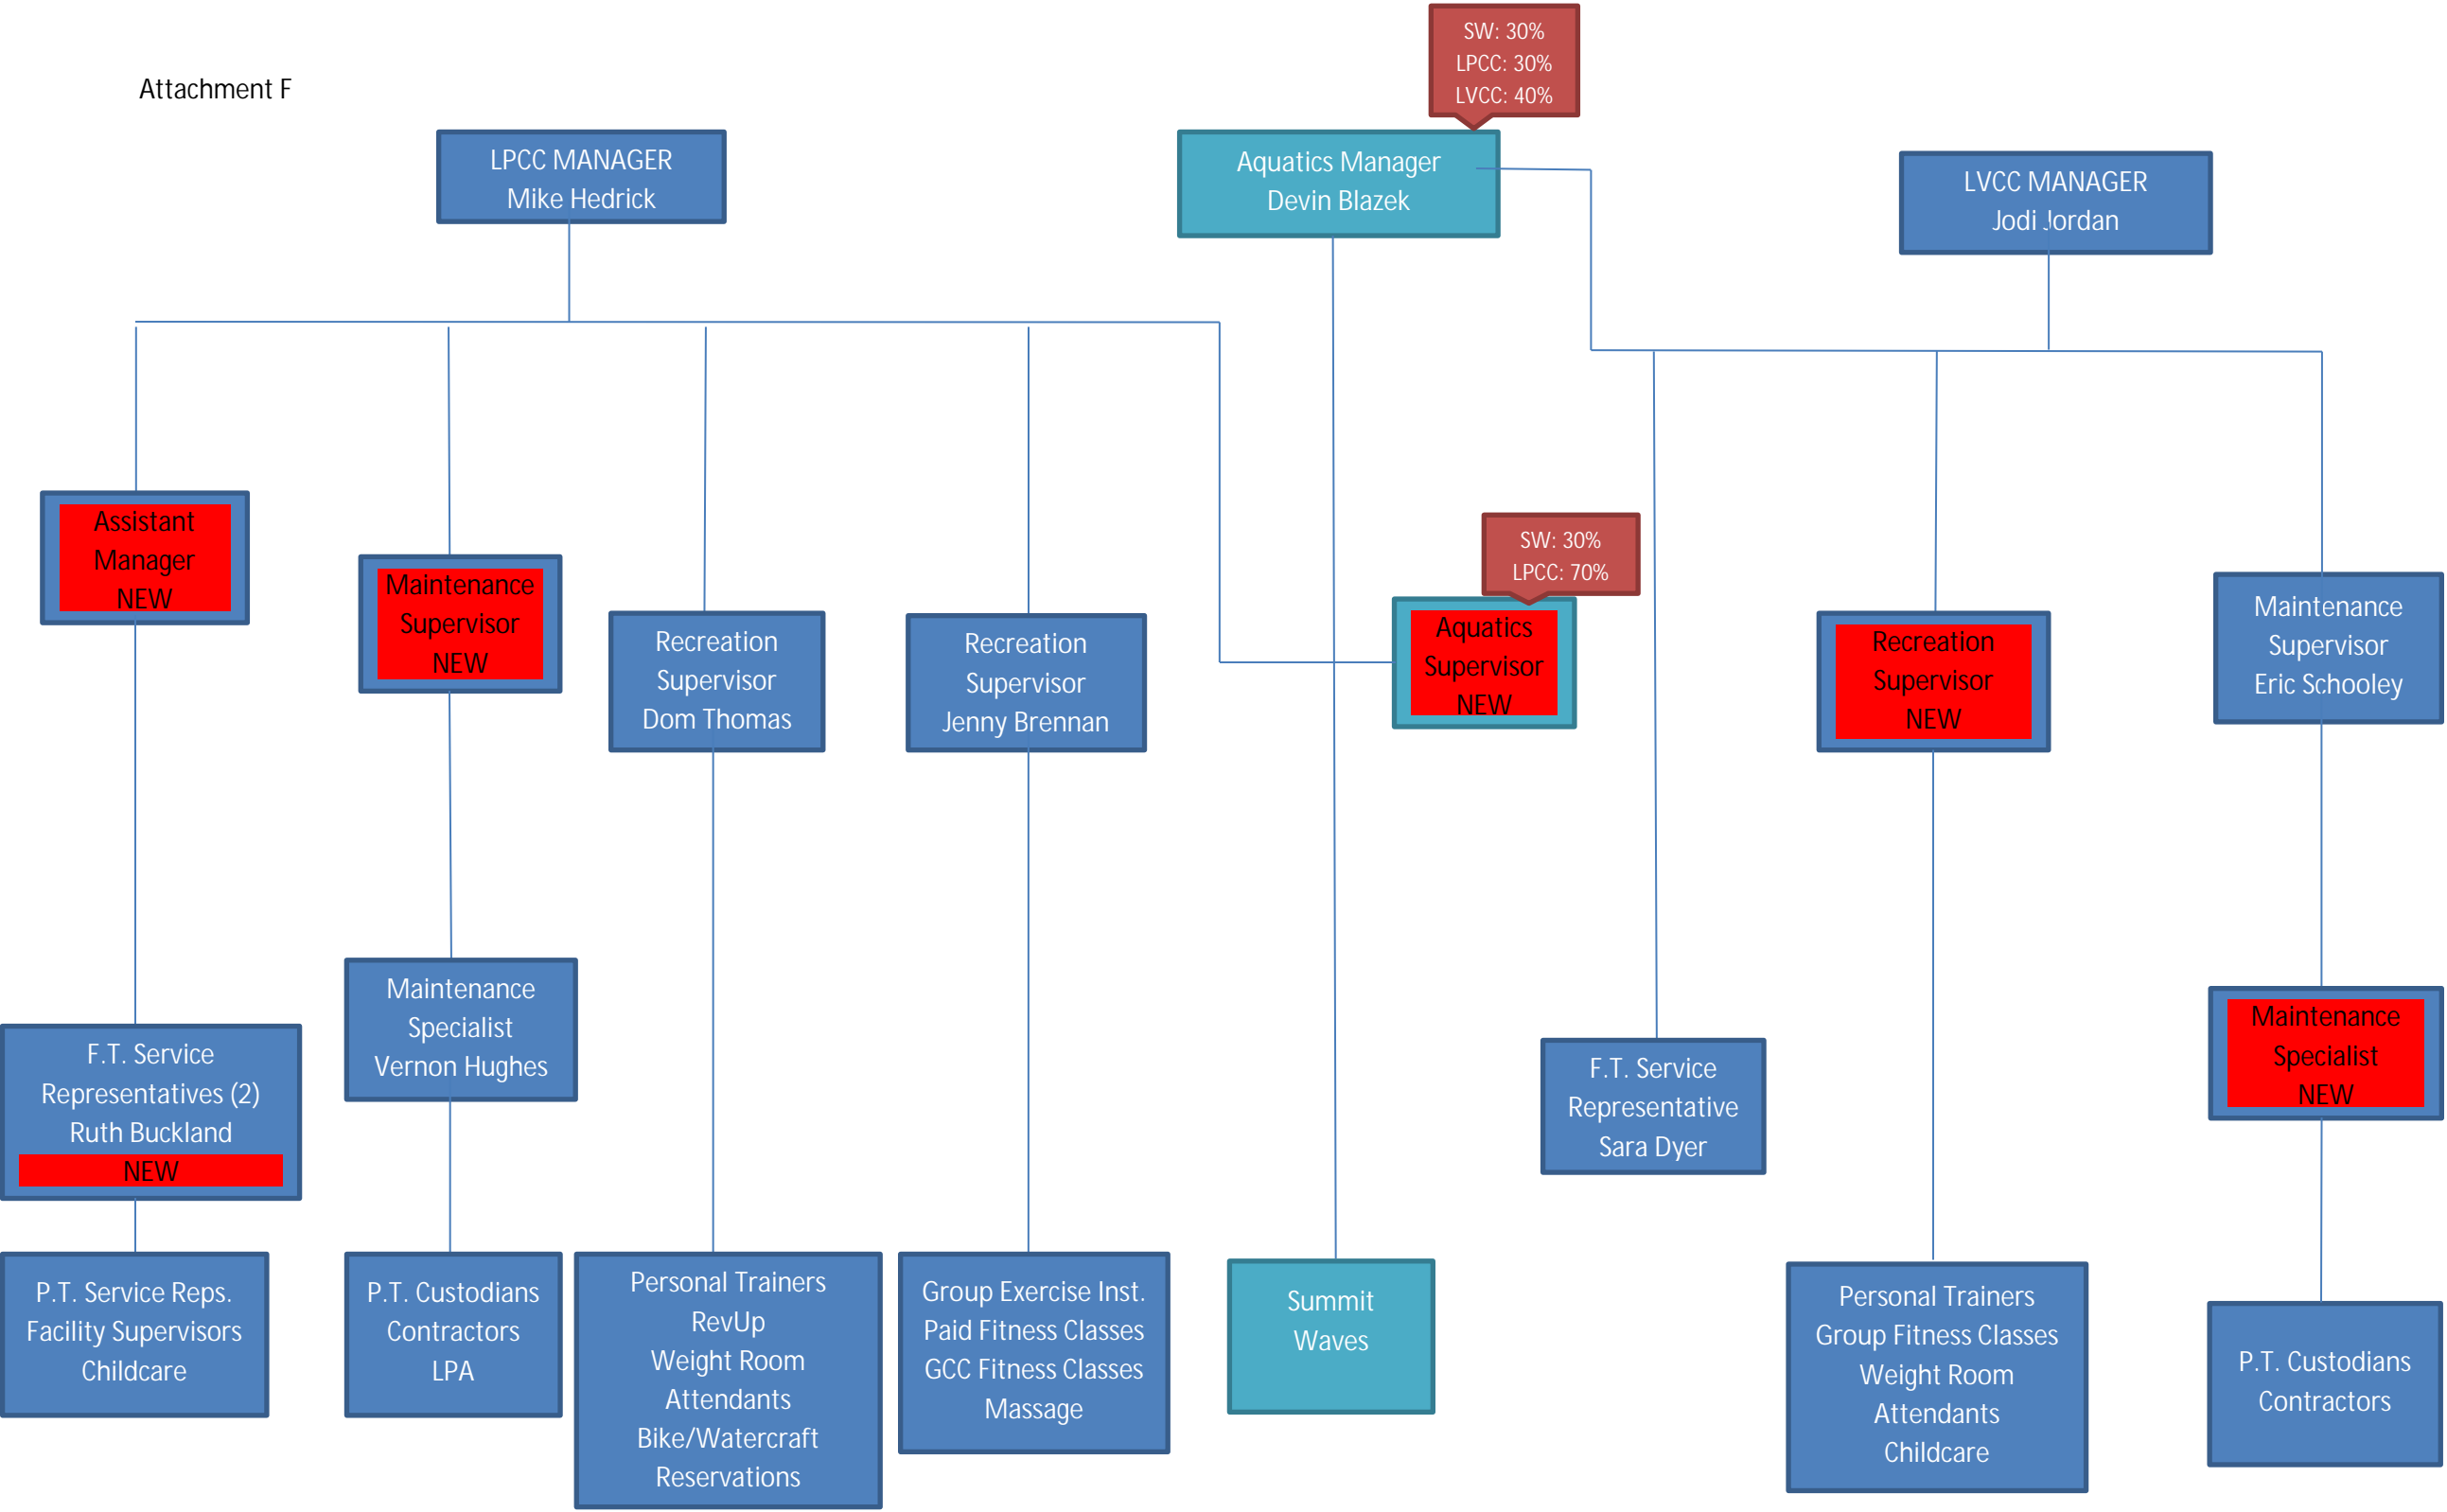 SW: 30%
LPCC: 30%
LVCC: 40%
Attachment F
LPCC MANAGER
Mike Hedrick
Aquatics Manager
Devin Blazek
LVCC MANAGER
Jodi Jordan
Assistant
Manager
NEW
Maintenance
Supervisor
NEW
Recreation
Supervisor
Dom Thomas
Recreation
Supervisor
Jenny Brennan
SW: 30%
LPCC: 70%
Aquatics
Supervisor
NEW
Recreation
Supervisor
NEW
Maintenance
Supervisor
Eric Schooley
F.T. Service
Representatives (2)
Ruth Buckland
NEW
Maintenance
Specialist
Vernon Hughes
F.T. Service
Representative
Sara Dyer
Maintenance
Specialist
NEW
P.T. Service Reps.
Facility Supervisors
Childcare
P.T. Custodians
Contractors
LPA
Personal Trainers
RevUp
Weight Room
Attendants
Bike/Watercraft
Reservations
Group Exercise Inst.
Paid Fitness Classes
GCC Fitness Classes
Massage
Summit
Waves
Personal Trainers
Group Fitness Classes
Weight Room
Attendants
Childcare
P.T. Custodians
Contractors